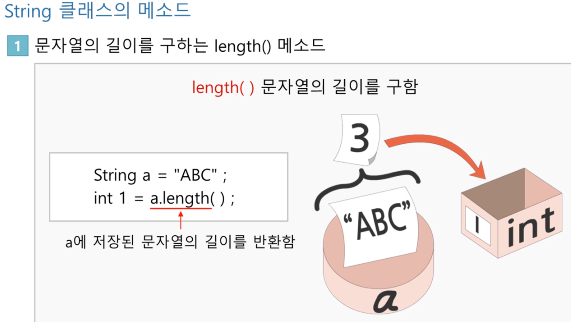 String 클래스의 메소드
1 문자열의 길이를 구하는 length() 메소드
length( ) 문자열의 길이를 구함
String a = "ABC" ;
int 1 = a.length( ) ;
a에 저장된 문자열의 길이를 반환함
3
“ABC”
a
l int